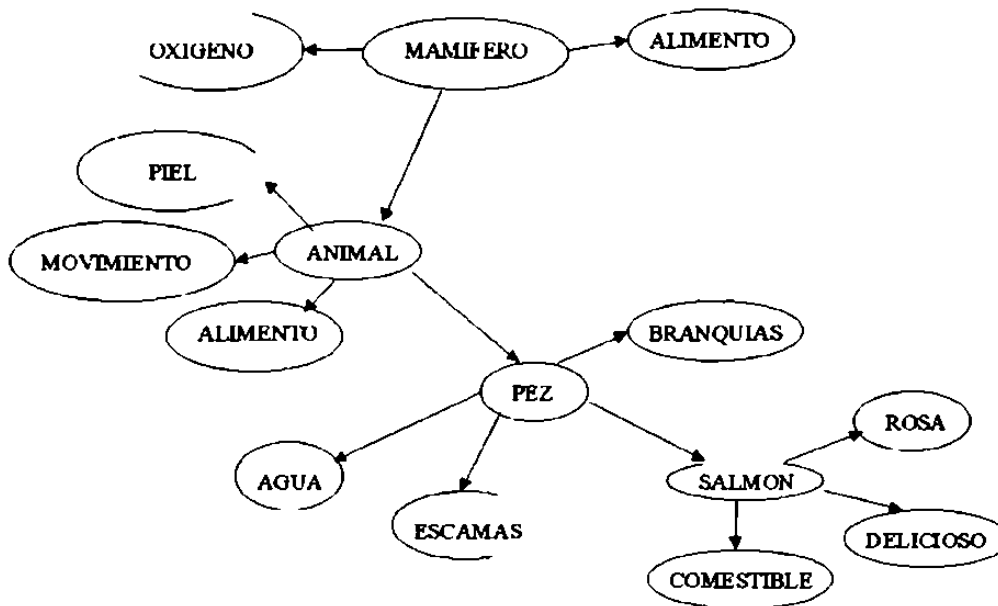 OXIGENO
MAMIFERO
ALIMENTO
PIEL
MOVIMIENTO
ANIMAL
ALIMENTO
BRANQUIAS
PEZ
ROSA
AGUA
SALMON
ESCAMAS
DELICIOSO
COMESTIBLE